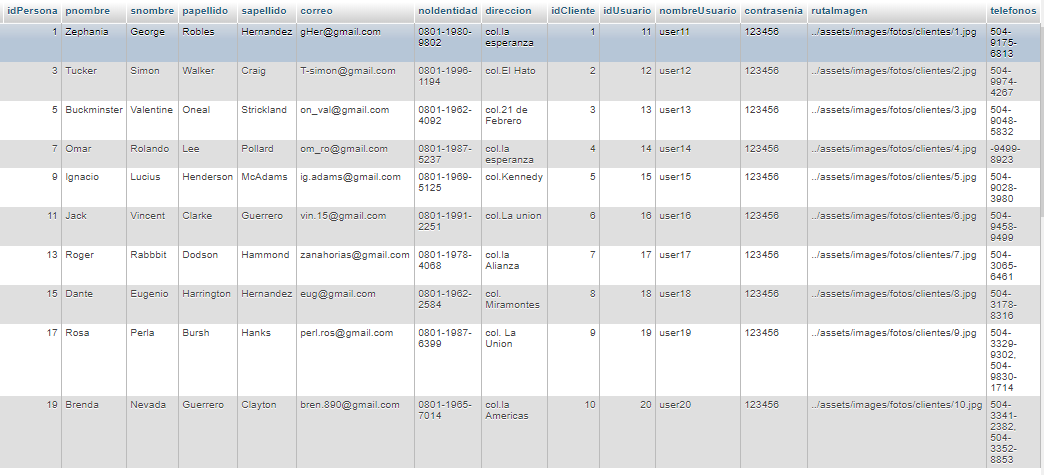 idPersona pnombre snombre papellido sapellido correo noIdentidad direccion idCliente idUsuario nombreUsuario contrasenia rutaImagen telefonos
1 Zephania George Robles Hernandez gHer@gmail.com 0801-1980- col.la 1 11 user11 123456 ../assets/images/fotos/clientes/1.jpg 504-
9802 esperanza 9175-
6813
3 Tucker Simon Walker Craig T-simon@gmail.com 0801-1996- col.El Hato 2 12 user12 123456 ../assets/images/fotos/clientes/2.jpg 504-
1194 9974-
4267
5 Buckminster Valentine Oneal Strickland on_val@gmail.com 0801-1962- col.21 de 3 13 user13 123456 ../assets/images/fotos/clientes/3.jpg 504-
4092 Febrero 9048-
5832
7 Omar Rolando Lee Pollard om_ro@gmail.com 0801-1987- col.la 4 14 user14 123456 ../assets/images/fotos/clientes/4.jpg -9499-
5237 esperanza 8923
9 Ignacio Lucius Henderson McAdams ig.adams@gmail.com 0801-1969- col.Kennedy 5 15 user15 123456 ../assets/images/fotos/clientes/5.jpg 504-
5125 9028-
3980
11 Jack Vincent Clarke Guerrero vin.15@gmail.com 0801-1991- col.La union 6 16 user16 123456 ../assets/images/fotos/clientes/6.jpg 504-
2251 9458-
9499
13 Roger Rabbbit Dodson Hammond zanahorias@gmail.com 0801-1978- col.la 7 17 user17 123456 ../assets/images/fotos/clientes/7.jpg 504-
4068 Alianza 3065-
6461
15 Dante Eugenio Harrington Hernandez eug@gmail.com 0801-1962- col. 8 18 user18 123456 ../assets/images/fotos/clientes/8.jpg 504-
2584 Miramontes 3178-
8316
17 Rosa Perla Bursh Hanks perl.ros@gmail.com 0801-1987- col. La 9 19 user19 123456 ../assets/images/fotos/clientes/9.jpg 504-
6399 Union 3329-
9302,
504-
9830-
1714
19 Brenda Nevada Guerrero Clayton bren.890@gmail.com 0801-1965- col.la 10 20 user20 123456 ../assets/images/fotos/clientes/10.jpg 504-
7014 Americas 3341-
2382,
504-
3352-
8853